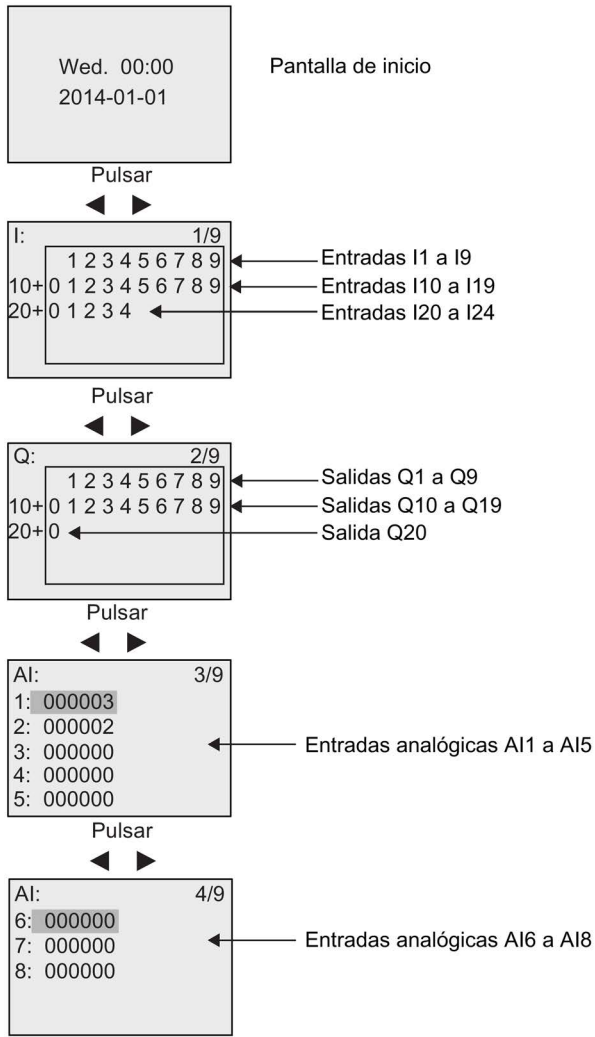 Wed. 00:00
Pantalla de inicio
2014-01-01
Pulsar
I: 1/9
1 2 3 4 5 6 7 8 9 Entradas I1 a I9
10+ 0 1 2 3 4 5 6 7 8 9 Entradas I10 a I19
20+ 0 1 2 3 4 Entradas I20 a I24
Pulsar
Q: 2/9
1 2 3 4 5 6 7 8 9 Salidas Q1 a Q9
10+ 0 1 2 3 4 5 6 7 8 9 Salidas Q10 a Q19
20+ 0 Salida Q20
Pulsar
AI: 3/9
1: 000003
2: 000002
3: 000000
Entradas analógicas AI1 a AI5
4: 000000
5: 000000
Pulsar
AI: 4/9
6: 000000
7: 000000
Entradas analógicas AI6 a AI8
8: 000000